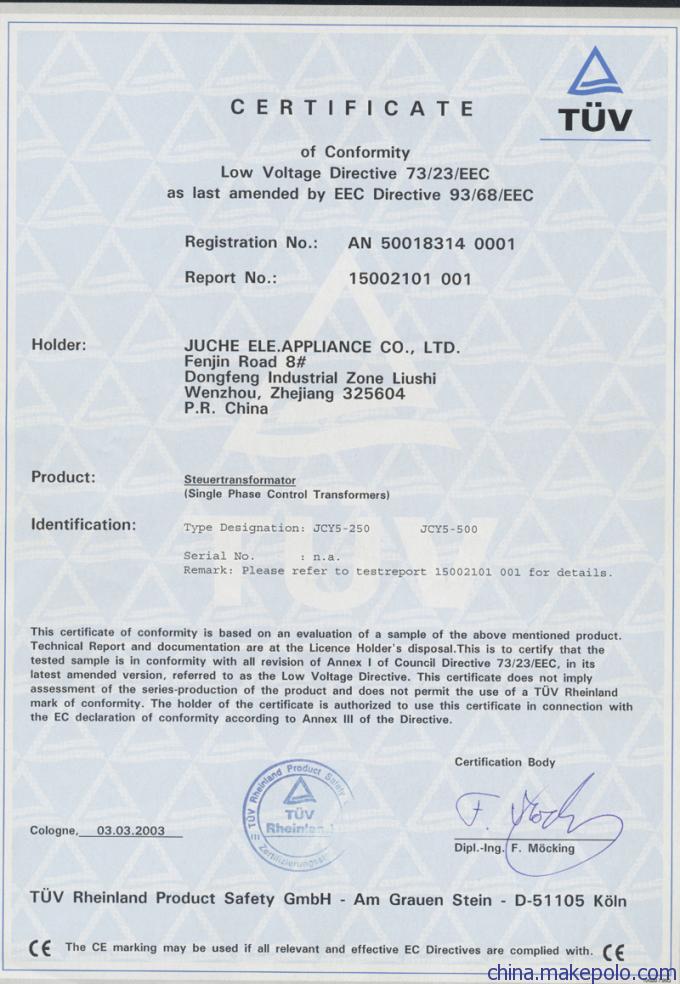 CERTIFICATE
TÜV
of Conformity
Low Voltage Directive 73/23/EEC
as last amended by EEC Directive 93/68/EEC
Registration No.: AN 50018314 0001
Report No.: 15002101 001
Holder: JUCHE ELE.APPLIANCE CO., LTD.
Fenjin Road 8#
Dongfeng Industrial Zone Liushi
Wenzhou, Zhejiang 325604
P.R. China
Product: Steuertransformator
(Single Phase Control Transformers)
Identification: Type Designation: JCY5-250 JCY5-500
Serial No. : n.a.
Remark: Please refer to testreport 15002101 001 for details.
TÜV
This certificate of conformity is based on an evaluation of a sample of the above mentioned product.
Technical Report and documentation are at the Licence Holder's disposal.This is to certify that the
tested sample is in conformity with all revision of Annex I of Council Directive 73/23/EEC, in its
latest amended version, referred to as the Low Voltage Directive. This certificate does not imply
assessment of the series-production of the product and does not permit the use of a TÜV Rheinland
mark of conformity. The holder of the certificate is authorized to use this certificate in connection with
the EC declaration of conformity according to Annex III of the Directive.
Certification Body
TÜV Rheinland Product Safety
TÜV
Cologne, 03.03.2003
Dipl.-Ing. F. Möcking
TÜV Rheinland Product Safety GmbH - Am Grauen Stein - D-51105 Köln
CE The CE marking may be used if all relevant and effective EC Directives are complied with. CE
china.makepolo.com